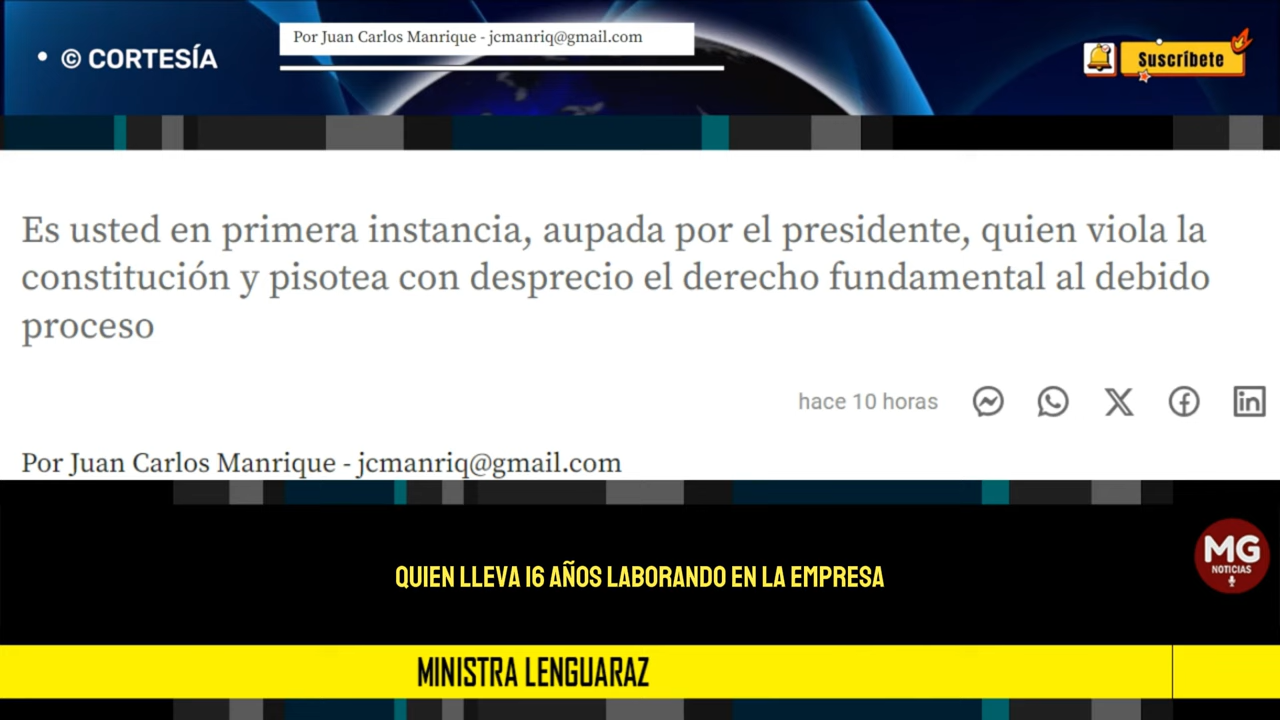 • © CORTESÍA
Por Juan Carlos Manrique - jcmanriq@gmail.com
Suscríbete
Es usted en primera instancia, aupada por el presidente, quien viola la
constitución y pisotea con desprecio el derecho fundamental al debido
proceso
hace 10 horas
Por Juan Carlos Manrique - jcmanriq@gmail.com
MG
NOTICIAS
QUIEN LLEVA 16 AÑOS LABORANDO EN LA EMPRESA
MINISTRA LENGUARAZ